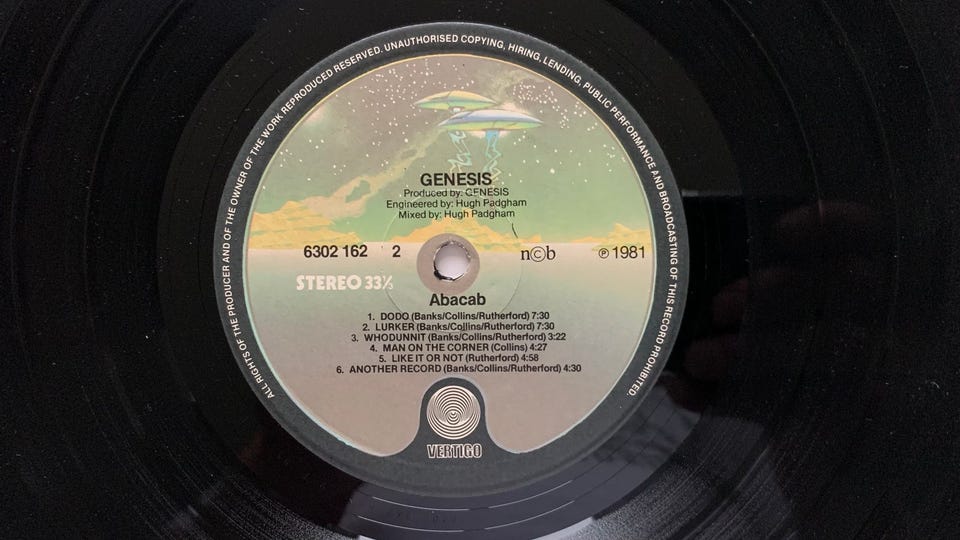 ALL RIGHTS OF THE PRODUCER AND OF THE OWNER OF THE WORK REPRODUCED RESERVED. UNAUTHORISED COPYING, HIRING, LENDING, PUBLIC PERFORMANCE AND BROADCASTING OF THIS RECORD PROHIBITED.
GENESIS
Produced by: GENESIS
Engineered by: Hugh Padgham
Mixed by: Hugh Padgham
6302 162 2 n©b ℗ 1981
STEREO 33⅓
Abacab
1. DODO (Banks/Collins/Rutherford) 7:30
2. LURKER (Banks/Collins/Rutherford) 7:30
3. WHODUNNIT (Banks/Collins/Rutherford) 3:22
4. MAN ON THE CORNER (Collins) 4:27
5. LIKE IT OR NOT (Rutherford) 4:58
6. ANOTHER RECORD (Banks/Collins/Rutherford) 4:30
VERTIGO